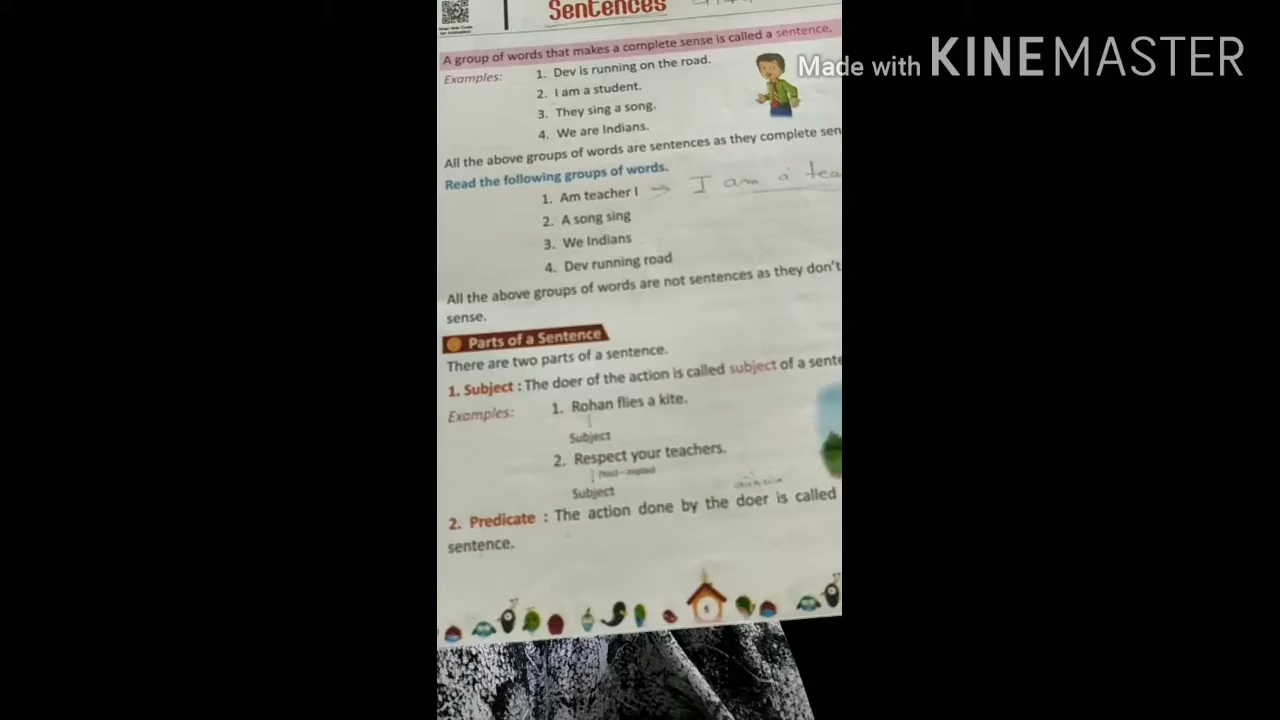 Sentences
A group of words that makes a complete sense is called a sentence.
Made with KINEMASTER
Examples: 1. Dev is running on the road.
2. I am a student.
3. They sing a song.
4. We are Indians.
All the above groups of words are sentences as they complete sen
Read the following groups of words.
1. Am teacher I → I am a tea
2. A song sing
3. We Indians
4. Dev running road
All the above groups of words are not sentences as they don't
sense.
Parts of a Sentence
There are two parts of a sentence.
1. Subject : The doer of the action is called subject of a sente
Examples: 1. Rohan flies a kite.
Subject
2. Respect your teachers.
Subject
2. Predicate : The action done by the doer is called
sentence.
5